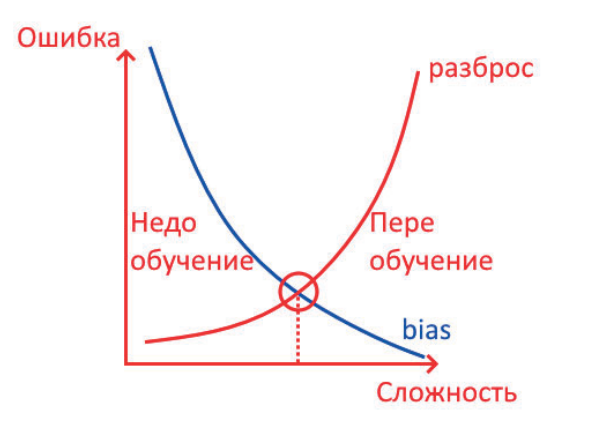 Ошибка
разброс
Недо
обучение
Пере
обучение
bias
Сложность